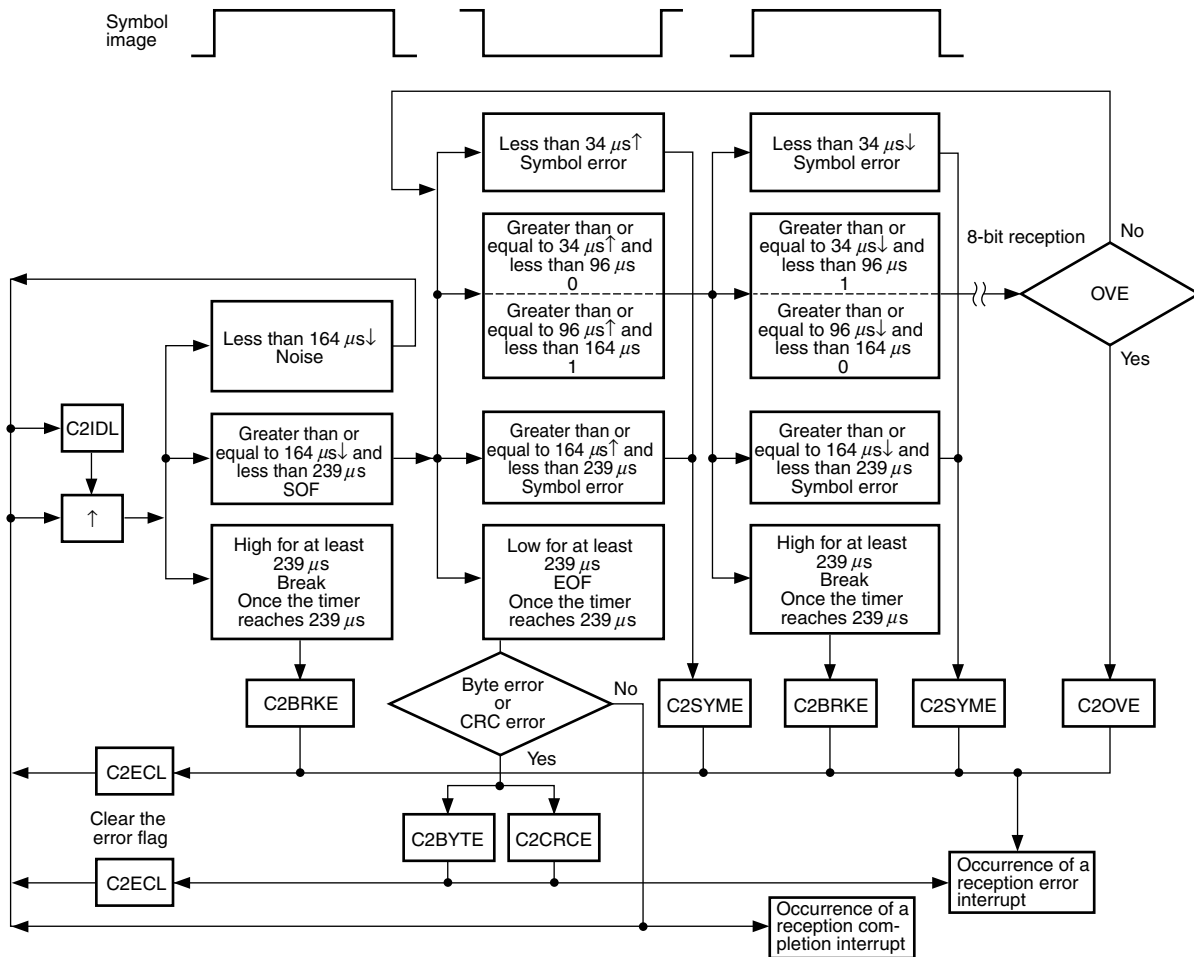 Symbol
image
Less than 34 µs↑
Symbol error
Less than 34 µs↓
Symbol error
Greater than or
equal to 34 µs↑ and
less than 96 µs
0
Greater than or
equal to 96 µs↑ and
less than 164 µs
1
Greater than or
equal to 34 µs↓ and
less than 96 µs
1
Greater than or
equal to 96 µs↓ and
less than 164 µs
0
8-bit reception
No
OVE
Yes
Less than 164 µs↓
Noise
C2IDL
↑
Greater than or
equal to 164 µs↓ and
less than 239 µs
SOF
Greater than or
equal to 164 µs↑ and
less than 239 µs
Symbol error
Greater than or
equal to 164 µs↓ and
less than 239 µs
Symbol error
High for at least
239 µs
Break
Once the timer
reaches 239 µs
Low for at least
239 µs
EOF
Once the timer
reaches 239 µs
High for at least
239 µs
Break
Once the timer
reaches 239 µs
C2BRKE
Byte error
or
CRC error
No
Yes
C2SYME
C2BRKE
C2SYME
C2OVE
C2ECL
Clear the
error flag
C2BYTE
C2CRCE
C2ECL
Occurrence of a
reception error
interrupt
Occurrence of a
reception com-
pletion interrupt